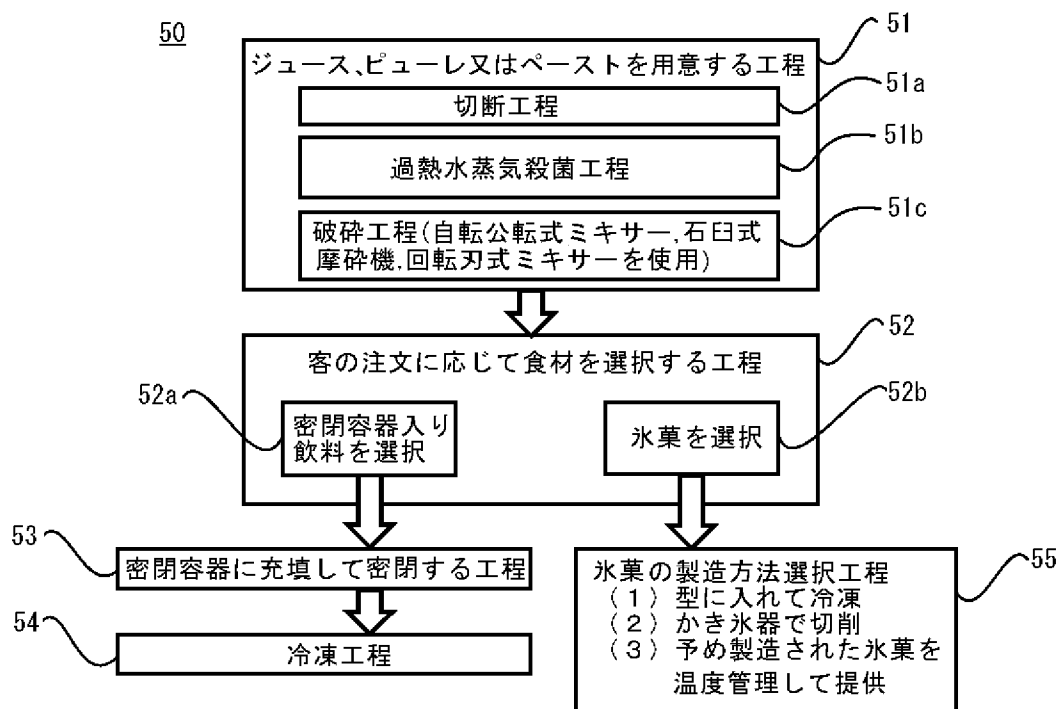 50
51
ジュース、ピューレ又はペーストを用意する工程
51a
切断工程
51b
過熱水蒸気殺菌工程
51c
破砕工程(自転公転式ミキサー,石臼式
摩砕機,回転刃式ミキサーを使用)
52
客の注文に応じて食材を選択する工程
52a
52b
密閉容器入り
飲料を選択
氷菓を選択
53
密閉容器に充填して密閉する工程
54
冷凍工程
55
氷菓の製造方法選択工程
(1)型に入れて冷凍
(2)かき氷器で切削
(3)予め製造された氷菓を
温度管理して提供